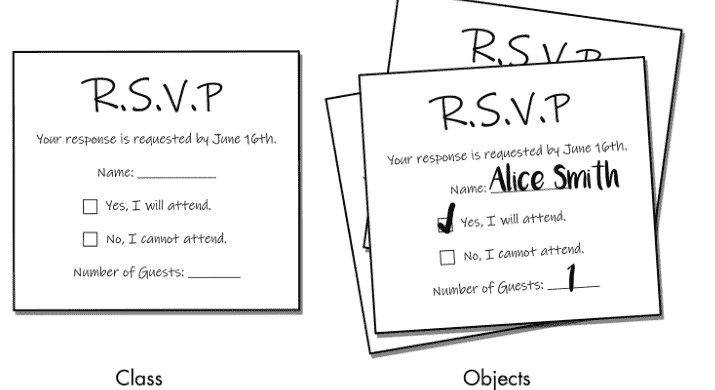 R.S.V.P
Your response is requested by June 16th.
Name: ________
Yes, I will attend.
No, I cannot attend.
Number of Guests: ______
Class
R.S.V.P
R.S.V.P
Your response is requested by June 16th.
Name: Alice Smith
Yes, I will attend.
No, I cannot attend.
Number of Guests: 1
Objects